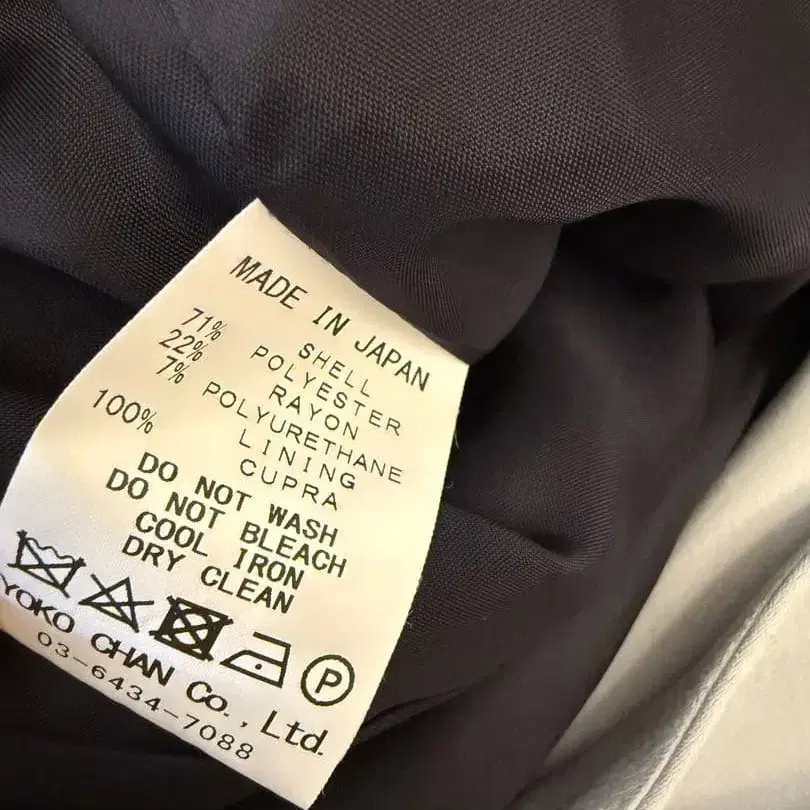 MADE IN JAPAN
SHELL
71% POLYESTER
22% RAYON
7% POLYURETHANE
LINING
100% CUPRA
DO NOT WASH
DO NOT BLEACH
COOL IRON
DRY CLEAN
P
YOKO CHAN Co., Ltd.
03-6434-7088